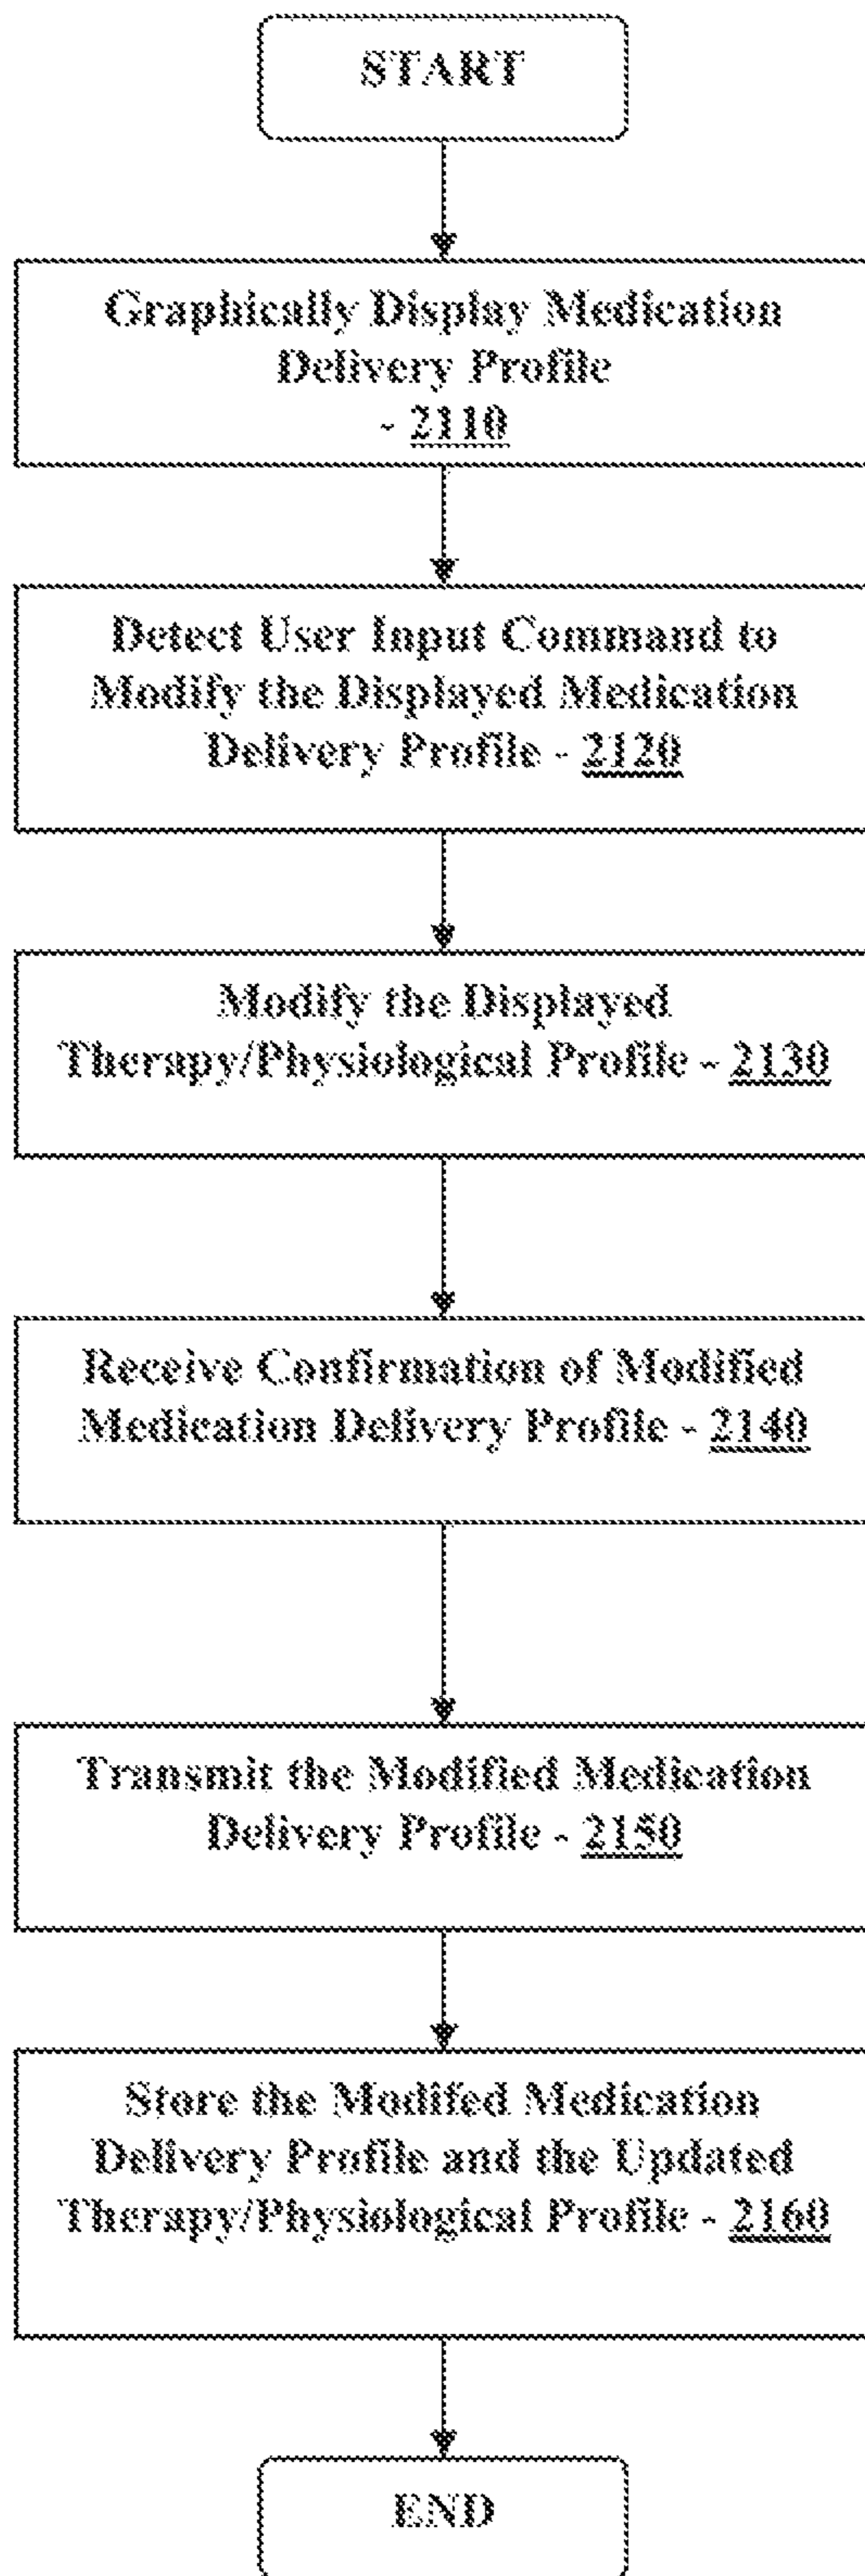 START
Graphically Display Medication
Delivery Profile
- 2110
Detect User Input Command to
Modify the Displayed Medication
Delivery Profile - 2120
Modify the Displayed
Therapy/Physiological Profile - 2130
Receive Confirmation of Modified
Medication Delivery Profile - 2140
Transmit the Modified Medication
Delivery Profile - 2150
Store the Modifed Medication
Delivery Profile and the Updated
Therapy/Physiological Profile - 2160
END